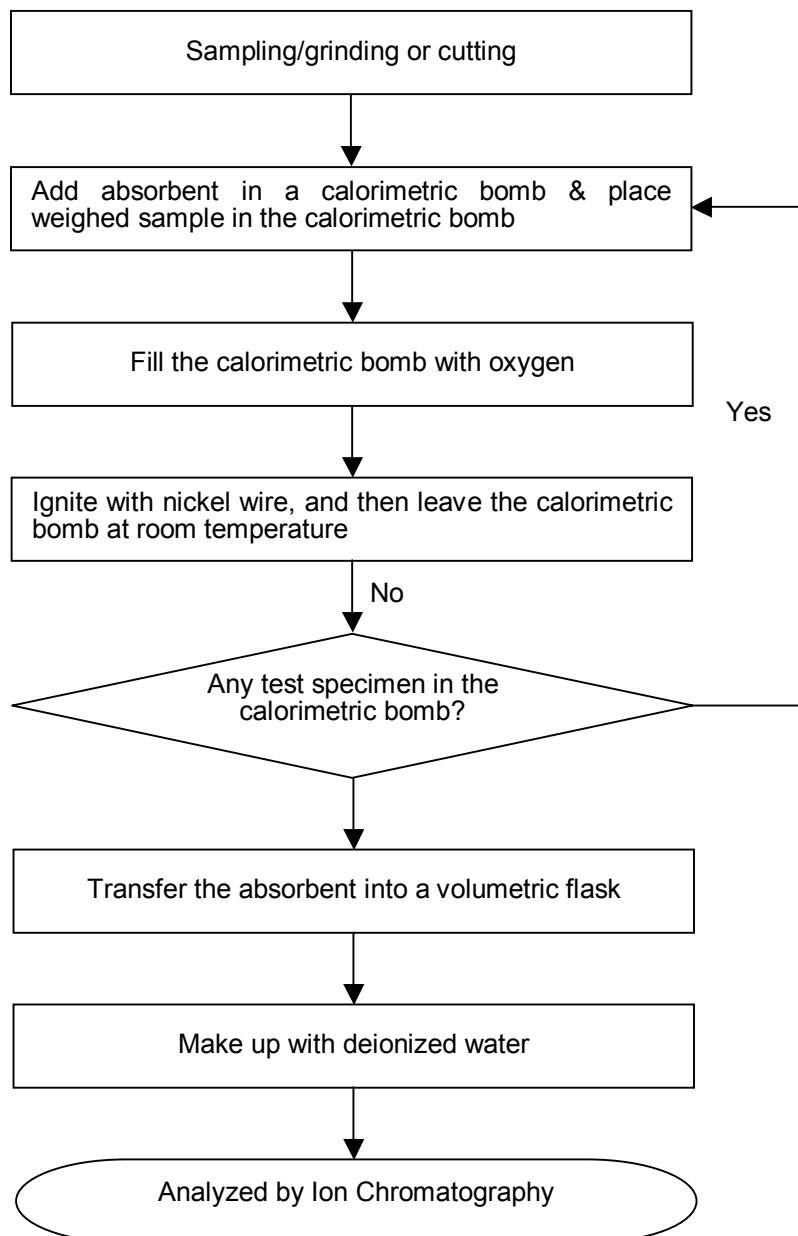 Sampling/grinding or cutting
Add absorbent in a calorimetric bomb & place
weighed sample in the calorimetric bomb
Fill the calorimetric bomb with oxygen
Yes
Ignite with nickel wire, and then leave the calorimetric
bomb at room temperature
No
Any test specimen in the
calorimetric bomb?
Transfer the absorbent into a volumetric flask
Make up with deionized water
Analyzed by Ion Chromatography